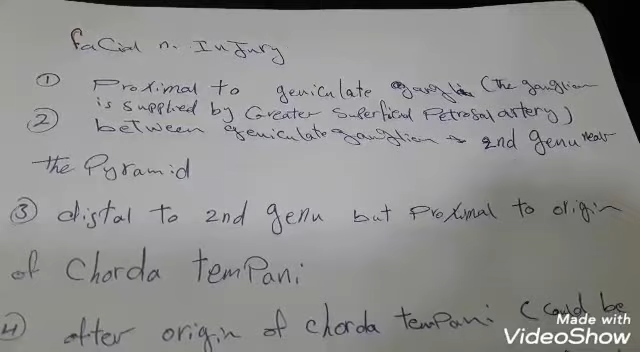 Facial n. Injury
① Proximal to geniculate ganglia (The ganglion
is supplied by Greater Superficial Petrosal artery)
② between geniculate ganglion → 2nd genu near
the Pyramid
③ distal to 2nd genu but Proximal to origin
of Chorda temPani
④ after origin of chorda temPani (could be
Made with
VideoShow